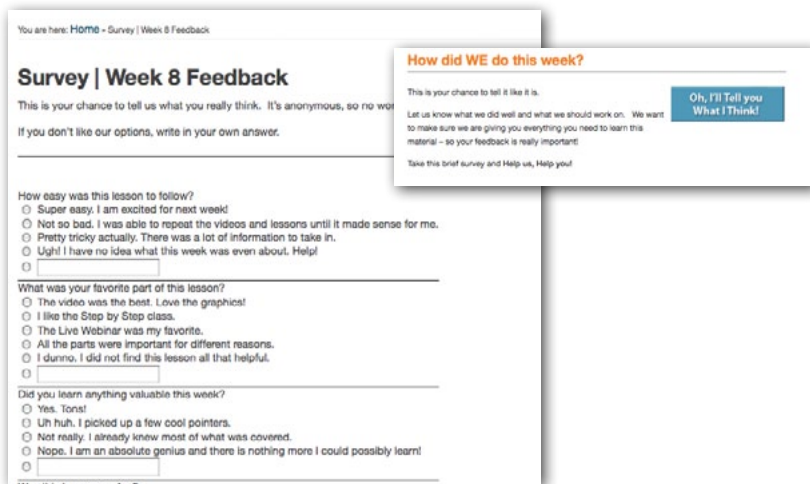 You are here: Home » Survey | Week 8 Feedback
Survey | Week 8 Feedback
This is your chance to tell us what you really think. It's anonymous, so no
If you don't like our options, write in your own answer.
How easy was this lesson to follow?
Super easy. I am excited for next week!
Not so bad. I was able to repeat the videos and lessons until it made sense for me.
Pretty tricky actually. There was a lot of information to take in.
Ugh! I have no idea what this week was even about. Help!
What was your favorite part of this lesson?
The video was the best. Love the graphics!
I like the Step by Step class.
The Live Webinar was my favorite.
All the parts were important for different reasons.
I dunno. I did not find this lesson all that helpful.
Did you learn anything valuable this week?
Yes. Tons!
Uh huh. I picked up a few cool pointers.
Not really. I already knew most of what was covered.
Nope. I am an absolute genius and there is nothing more I could possibly learn!
How did WE do this week?
This is your chance to tell it like it is.
Let us know what we did well and what we should work on. We want
to make sure we are giving you everything you need to learn this
material – so your feedback is really important!
Take this brief survey and Help us, Help you!
Oh, I'll Tell you
What I Think!